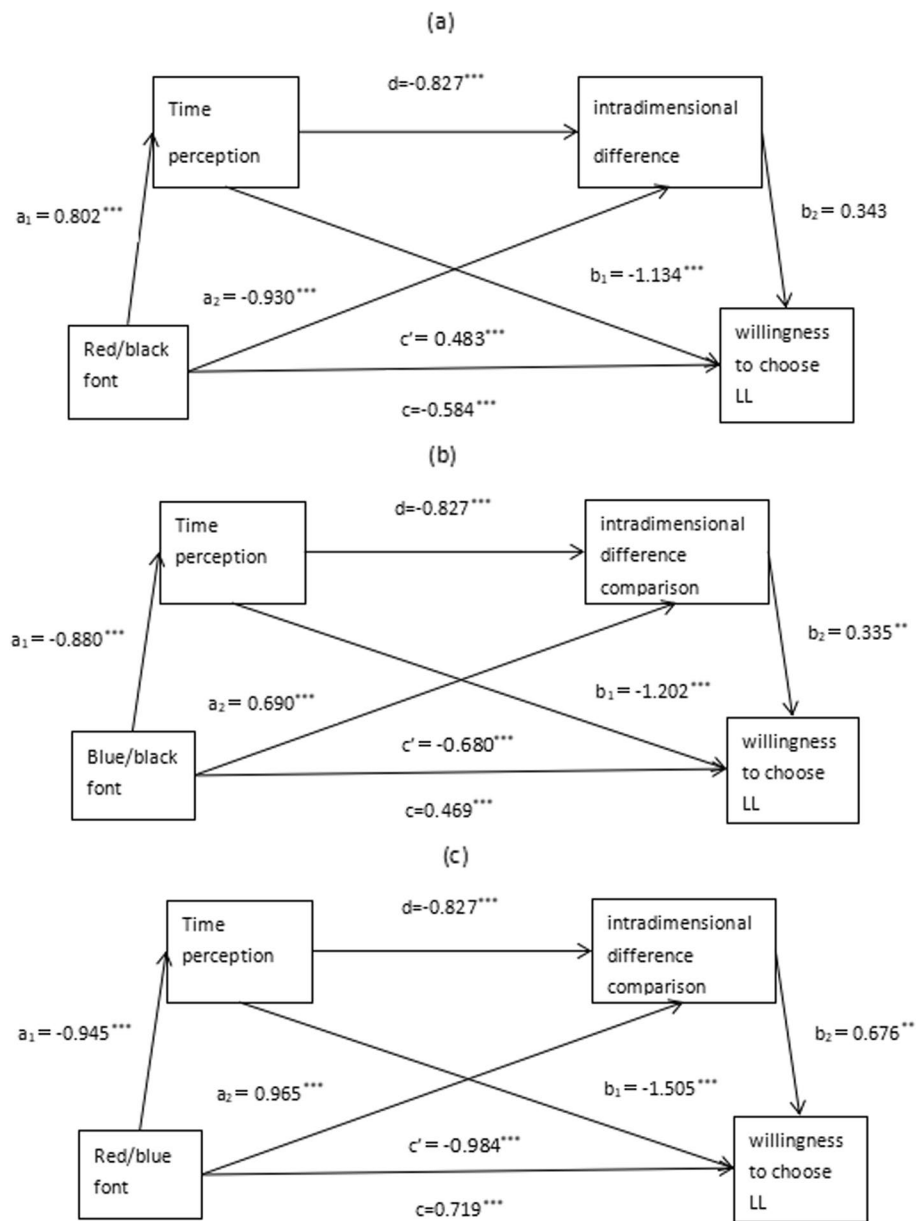 (a)
d=-0.827***
Time
perception
intradimensional
difference
a₁ = 0.802***
b₂ = 0.343
a₂ = -0.930***
b₁ = -1.134***
Red/black
font
c' = 0.483***
willingness
to choose
LL
c=-0.584***
(b)
d=-0.827***
Time
perception
intradimensional
difference
comparison
a₁ = -0.880***
b₂ = 0.335**
a₂ = 0.690***
b₁ = -1.202***
Blue/black
font
c' = -0.680***
willingness
to choose
LL
c=0.469***
(c)
d=-0.827***
Time
perception
intradimensional
difference
comparison
a₁ = -0.945***
b₂ = 0.676**
a₂ = 0.965***
b₁ = -1.505***
Red/blue
font
c' = -0.984***
willingness
to choose
LL
c=0.719***